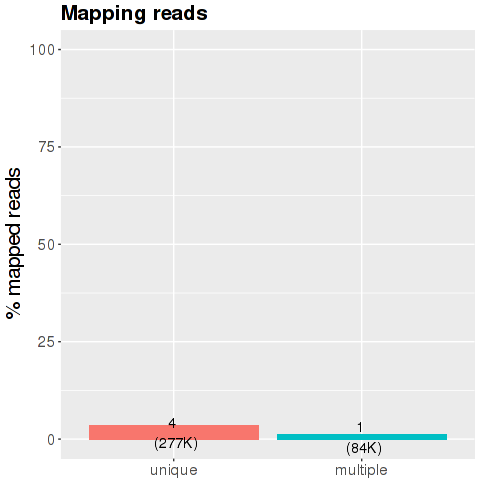 Mapping reads
% mapped reads
100
75
50
25
0
4
(277K)
1
(84K)
unique
multiple